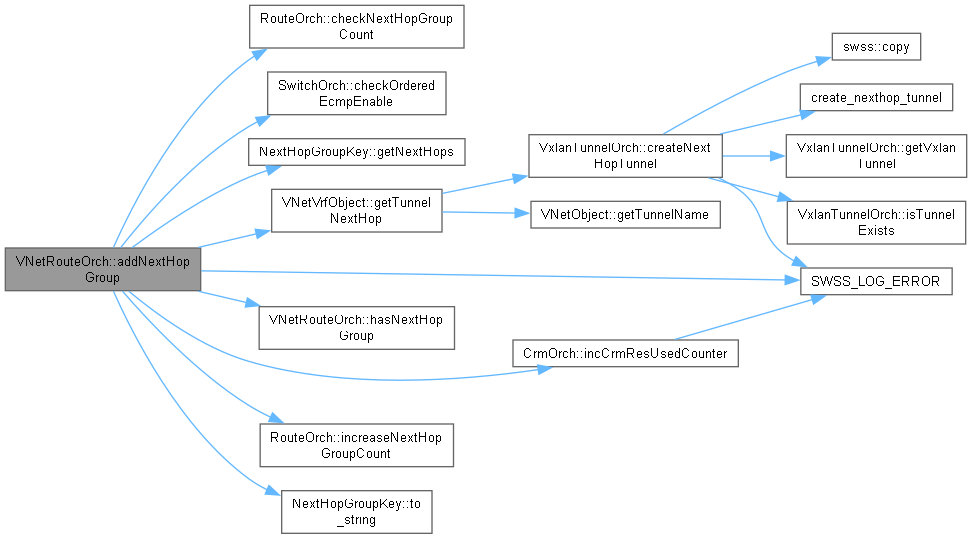 RouteOrch::checkNextHopGroup
Count
SwitchOrch::checkOrdered
EcmpEnable
NextHopGroupKey::getNextHops
VNetVrfObject::getTunnel
NextHop
VNetRouteOrch::addNextHop
Group
VNetRouteOrch::hasNextHop
Group
RouteOrch::increaseNextHop
GroupCount
NextHopGroupKey::to
_string
VxlanTunnelOrch::createNext
HopTunnel
VNetObject::getTunnelName
CrmOrch::incCrmResUsedCounter
swss::copy
create_nexthop_tunnel
VxlanTunnelOrch::getVxlan
Tunnel
VxlanTunnelOrch::isTunnel
Exists
SWSS_LOG_ERROR